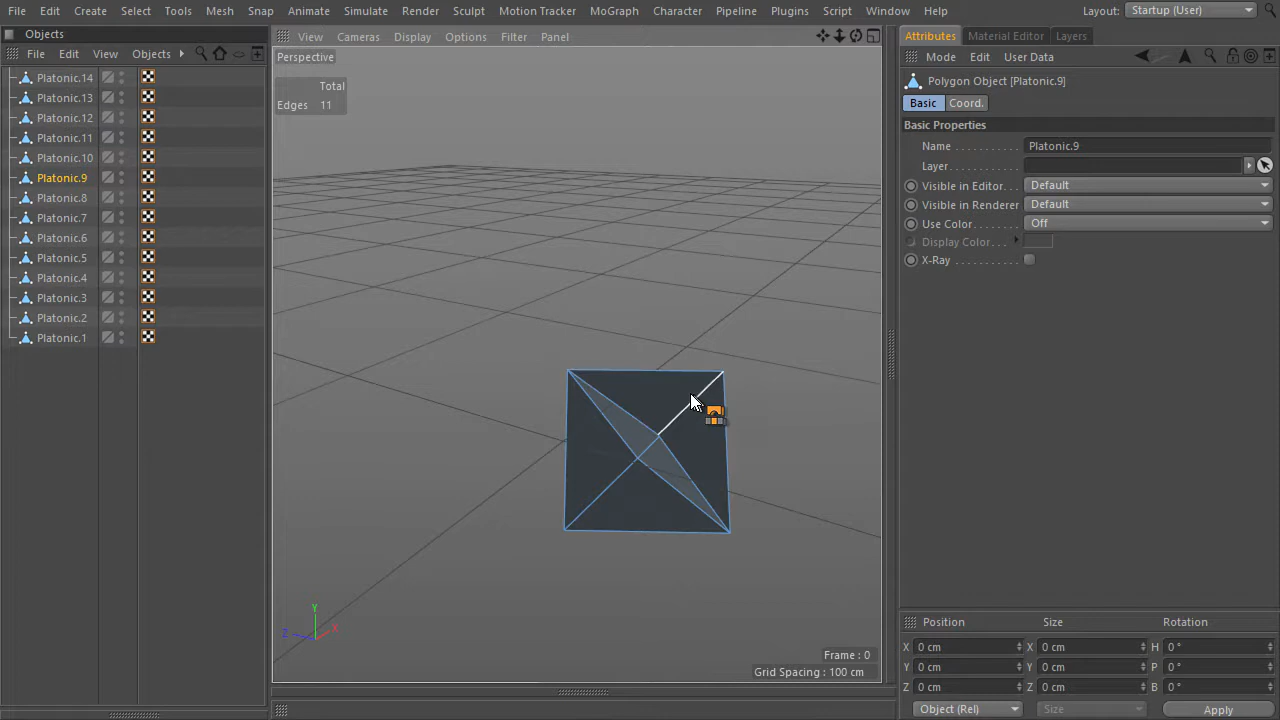 File Edit Create Select Tools Mesh Snap Animate Simulate Render Sculpt Motion Tracker MoGraph Character Pipeline Plugins Script Window Help Layout: Startup (User)
Objects
File Edit View Objects
Platonic.14
Platonic.13
Platonic.12
Platonic.11
Platonic.10
Platonic.9
Platonic.8
Platonic.7
Platonic.6
Platonic.5
Platonic.4
Platonic.3
Platonic.2
Platonic.1
View Cameras Display Options Filter Panel
Perspective
Total
Edges 11
Y
Z X
Frame : 0
Grid Spacing : 100 cm
Attributes Material Editor Layers
Mode Edit User Data
Polygon Object [Platonic.9]
Basic Coord.
Basic Properties
Name . . . . . . . . . . . Platonic.9
Layer . . . . . . . . . . .
Visible in Editor . . . Default
Visible in Renderer Default
Use Color. . . . . . . . Off
Display Color. . .
X-Ray . . . . . . . . . .
Position Size Rotation
X 0 cm X 0 cm H 0 °
Y 0 cm Y 0 cm P 0 °
Z 0 cm Z 0 cm B 0 °
Object (Rel) Size Apply